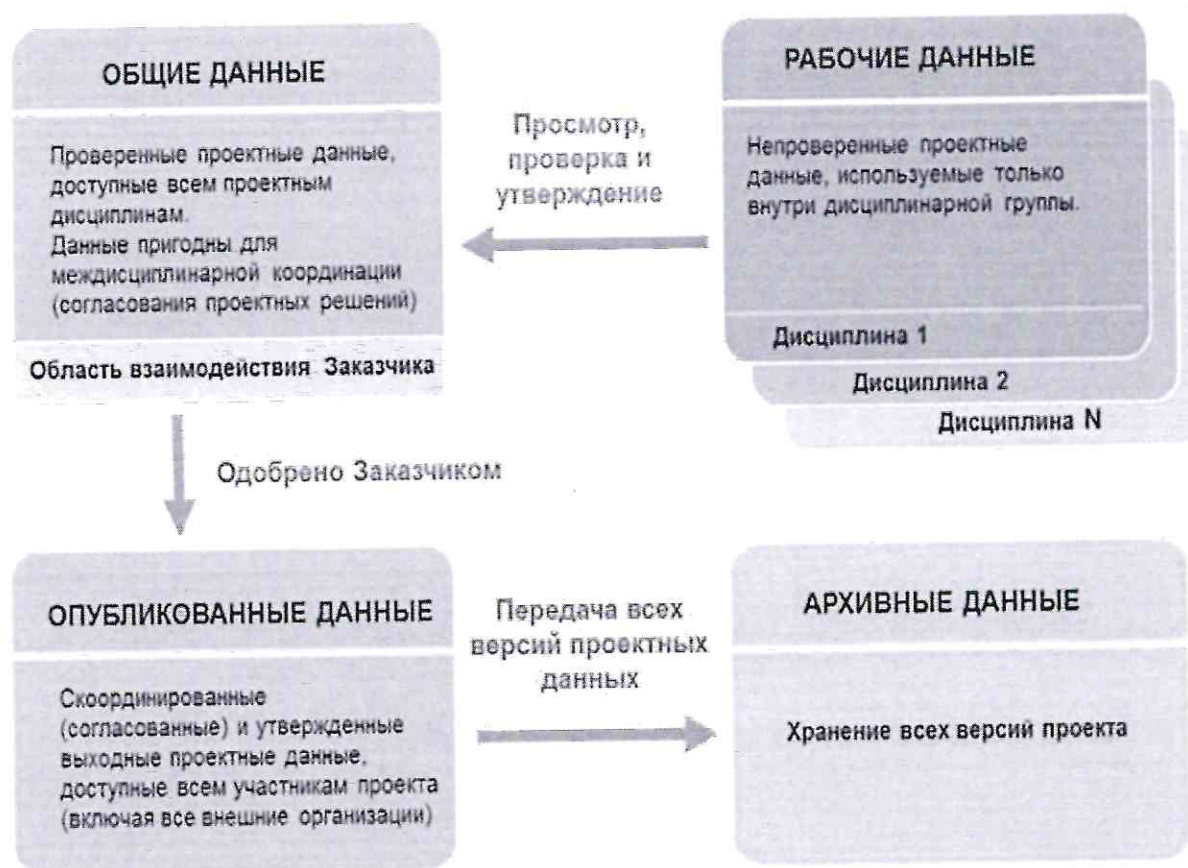 ОБЩИЕ ДАННЫЕ
Проверенные проектные данные,
доступные всем проектным
дисциплинам.
Данные пригодны для
междисциплинарной координации
(согласования проектных решений)
Область взаимодействия Заказчика
Просмотр,
проверка и
утверждение
РАБОЧИЕ ДАННЫЕ
Непроверенные проектные
данные, используемые только
внутри дисциплинарной группы.
Дисциплина 1
Дисциплина 2
Дисциплина N
Одобрено Заказчиком
ОПУБЛИКОВАННЫЕ ДАННЫЕ
Скоординированные
(согласованные) и утвержденные
выходные проектные данные,
доступные всем участникам проекта
(включая все внешние организации)
Передача всех
версий проектных
данных
АРХИВНЫЕ ДАННЫЕ
Хранение всех версий проекта